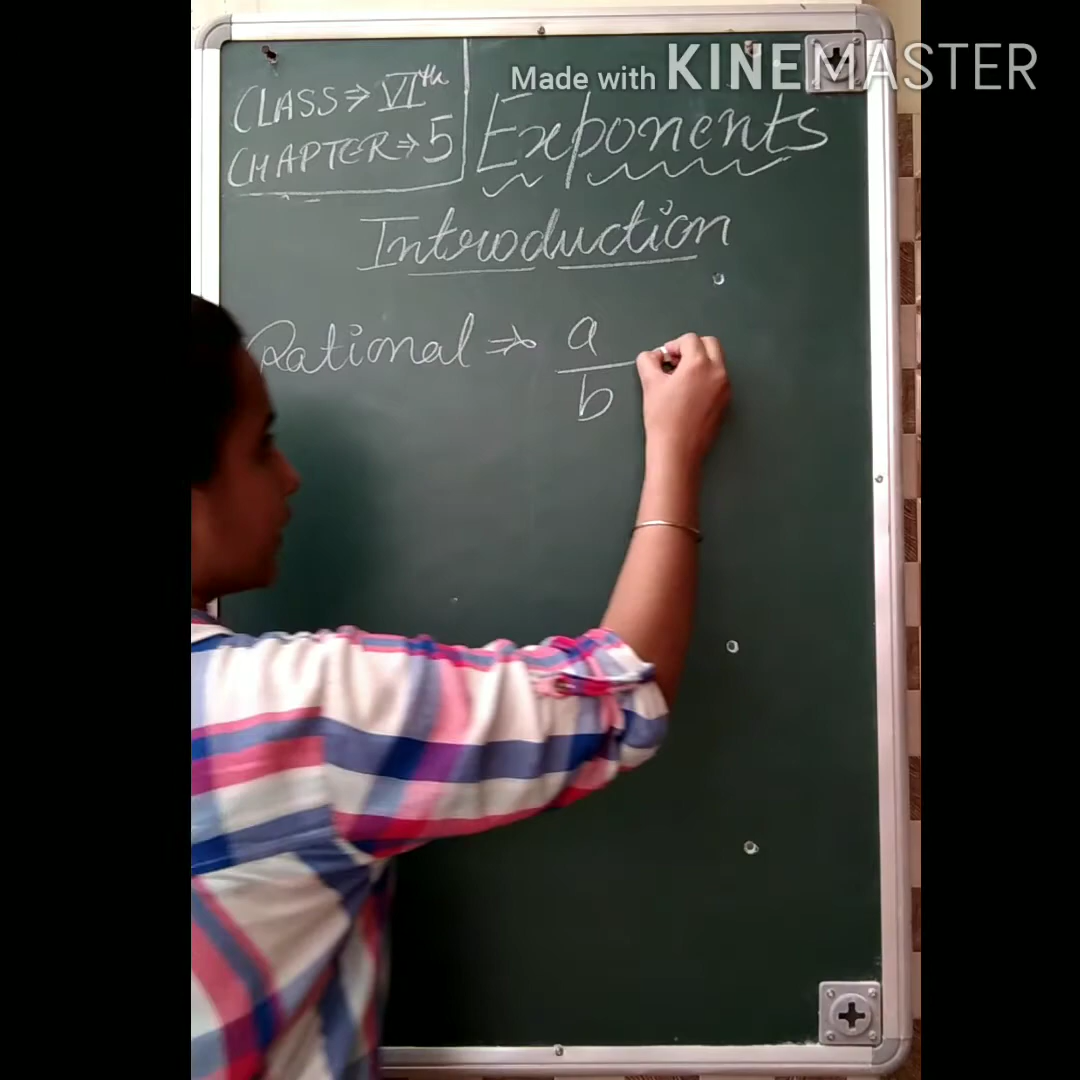 Made with KINEMASTER
CLASS ⇒ VIth
CHAPTER ⇒ 5
Exponents
Introduction
Rational ⇒ a
b